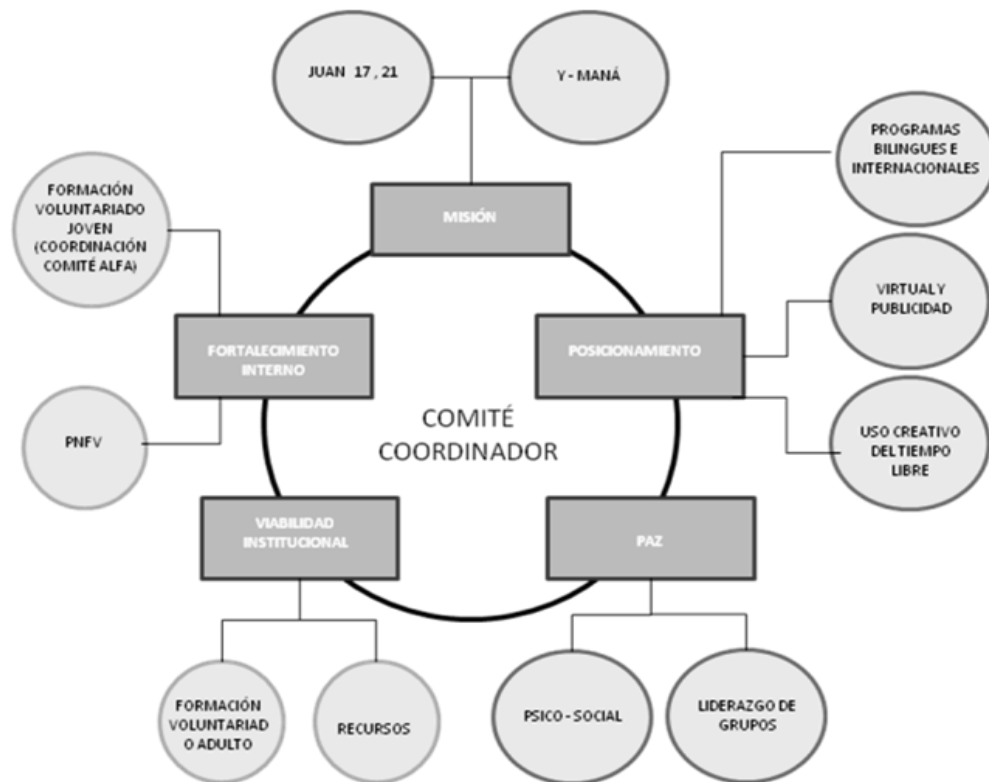 JUAN 17 , 21
Y - MANÁ
PROGRAMAS
BILINGUES E
INTERNACIONALES
FORMACIÓN
VOLUNTARIADO
JOVEN
(COORDINACIÓN
COMITÉ ALFA)
MISIÓN
VIRTUAL Y
PUBLICIDAD
FORTALECIMIENTO
INTERNO
POSICIONAMIENTO
COMITÉ
COORDINADOR
PNFV
USO CREATIVO
DEL TIEMPO
LIBRE
VIABILIDAD
INSTITUCIONAL
PAZ
FORMACIÓN
VOLUNTARIAD
O ADULTO
RECURSOS
PSICO - SOCIAL
LIDERAZGO DE
GRUPOS